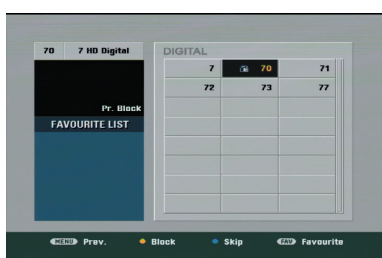 70 7 HD Digital
DIGITAL
7 70 71
72 73 77
Pr. Block
FAVOURITE LIST
MENU Prev. Block Skip FAV Favourite